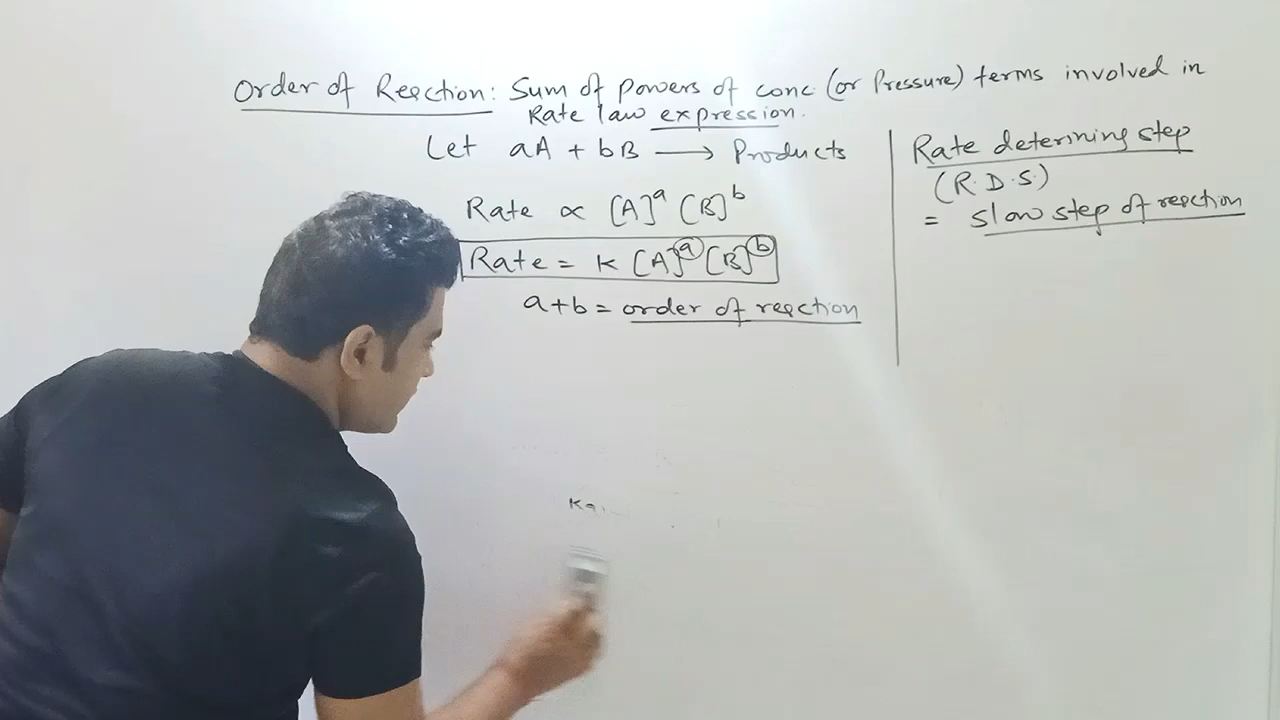 Order of Reaction: Sum of Powers of conc (or Pressure) terms involved in
Rate law expression.
Let aA + bB ⟶ Products
Rate ∝ [A]^a [B]^b
Rate = K [A]^a [B]^b
a+b = order of reaction
Rate determining step
(R.D.S.)
= slow step of reaction